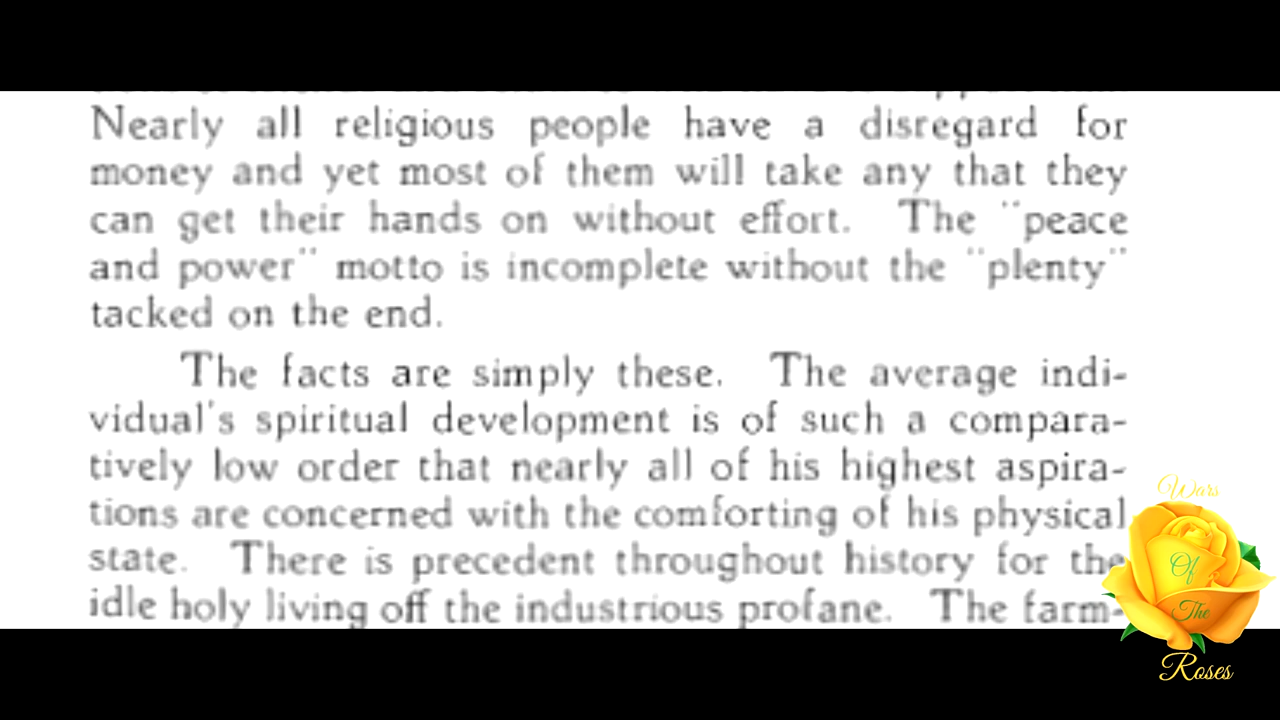 Nearly all religious people have a disregard for
money and yet most of them will take any that they
can get their hands on without effort. The "peace
and power" motto is incomplete without the "plenty"
tacked on the end.
The facts are simply these. The average indi-
vidual's spiritual development is of such a compara-
tively low order that nearly all of his highest aspira-
tions are concerned with the comforting of his physical
state. There is precedent throughout history for the
idle holy living off the industrious profane. The farm-
Wars
Of
The
Roses